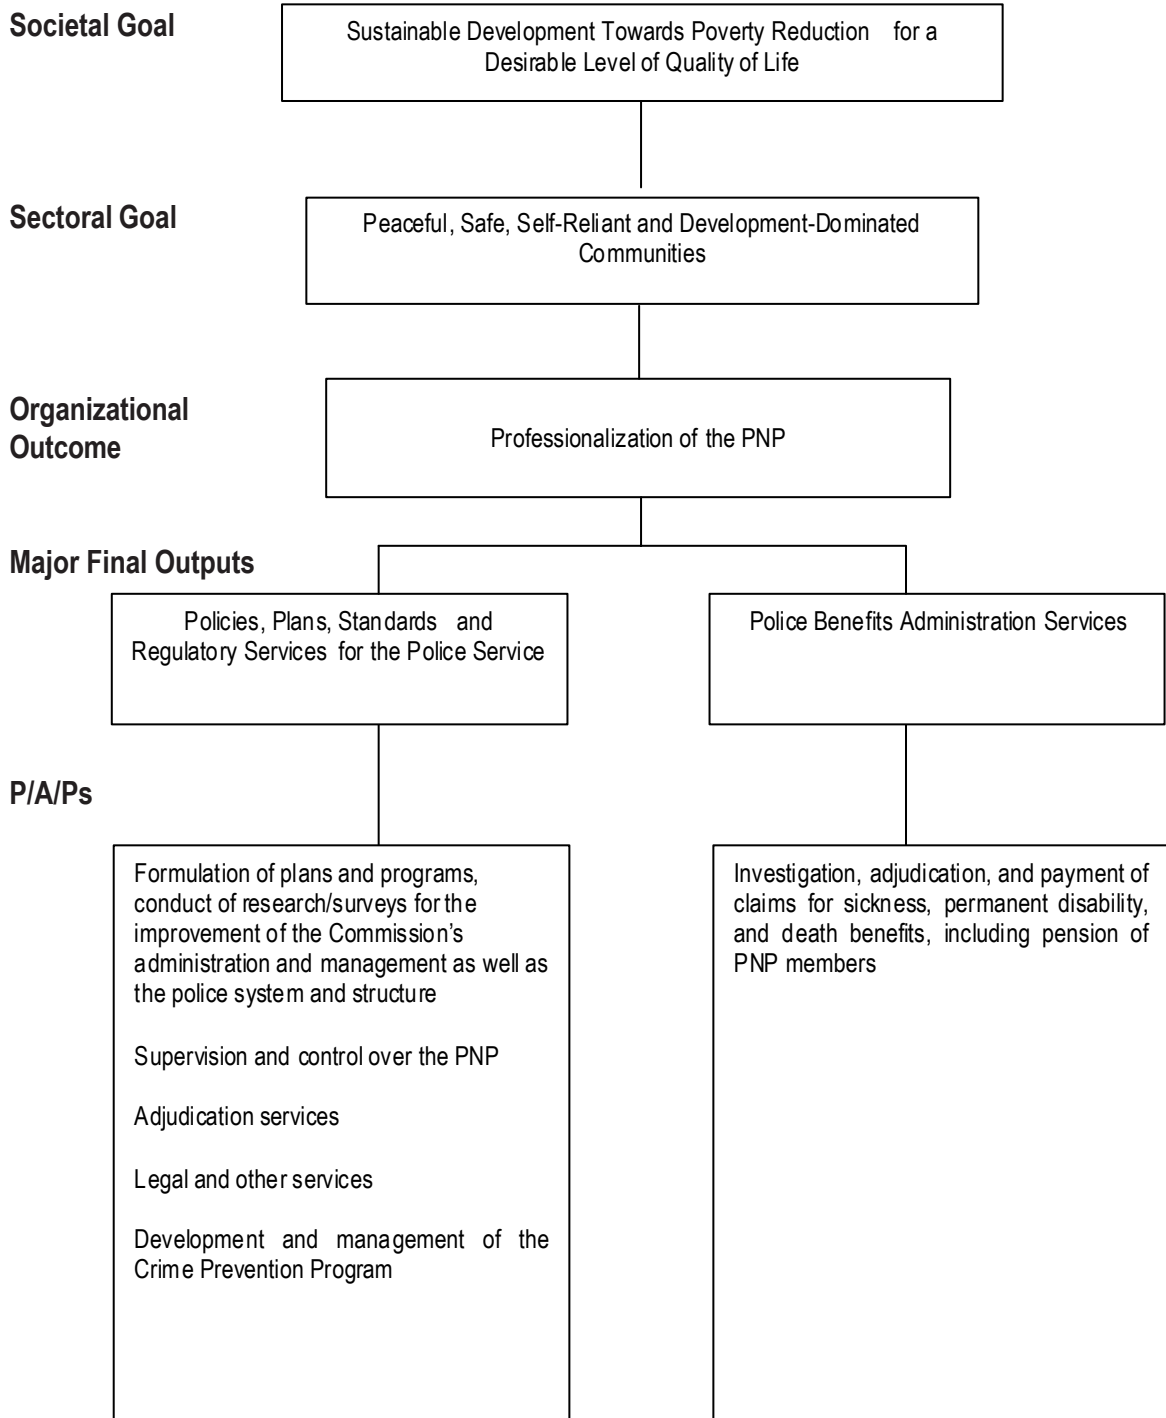 Societal Goal
Sustainable Development Towards Poverty Reduction for a
Desirable Level of Quality of Life
Sectoral Goal
Peaceful, Safe, Self-Reliant and Development-Dominated
Communities
Organizational
Outcome
Professionalization of the PNP
Major Final Outputs
Policies, Plans, Standards and
Regulatory Services for the Police Service
Police Benefits Administration Services
P/A/Ps
Formulation of plans and programs,
conduct of research/surveys for the
improvement of the Commission’s
administration and management as well as
the police system and structure
Supervision and control over the PNP
Adjudication services
Legal and other services
Development and management of the
Crime Prevention Program
Investigation, adjudication, and payment of
claims for sickness, permanent disability,
and death benefits, including pension of
PNP members